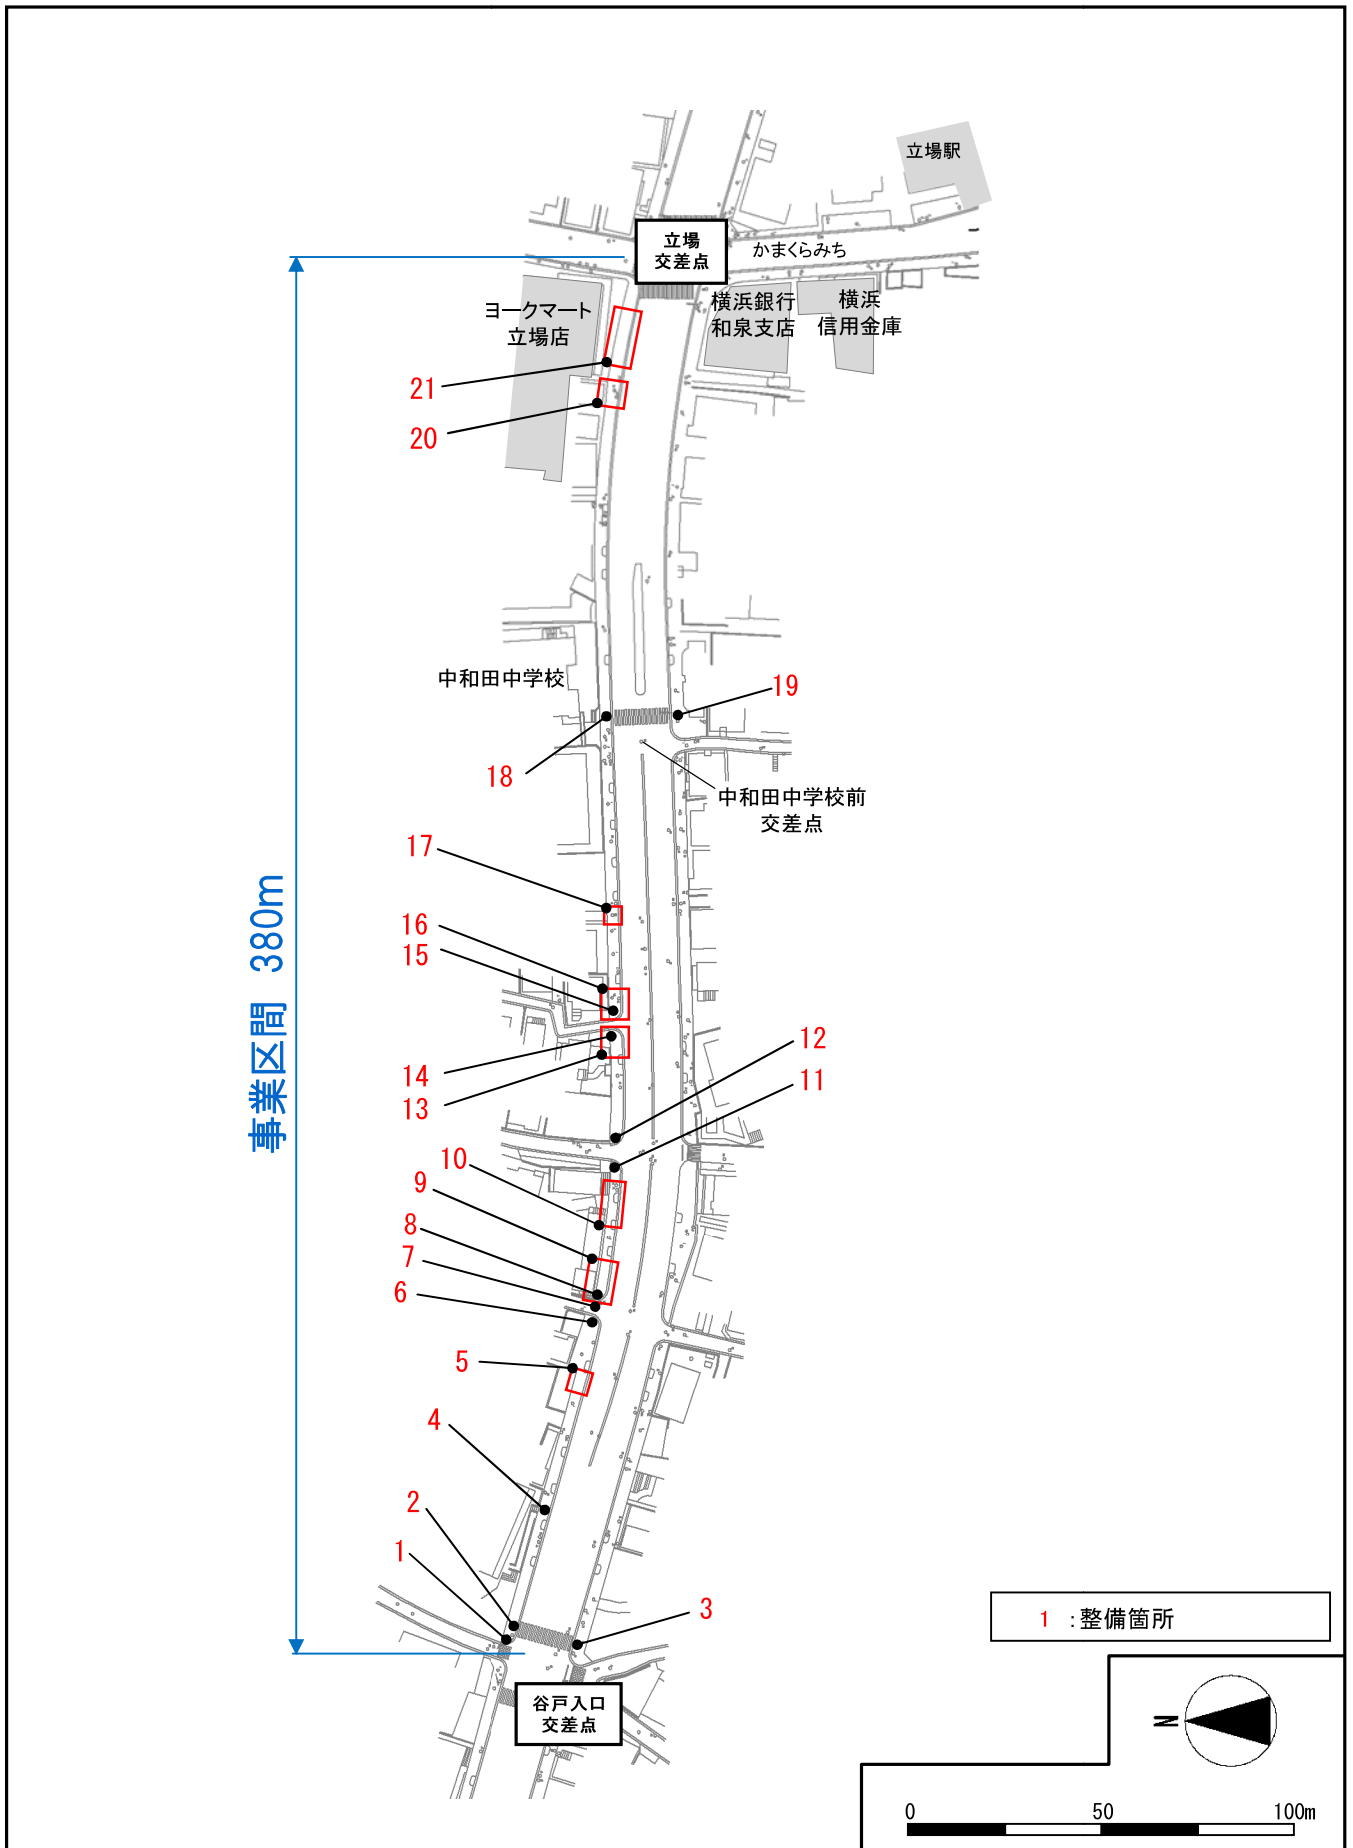 立場駅
立場
交差点
かまくらみち
ヨークマート
立場店
横浜銀行
和泉支店
横浜
信用金庫
21
20
中和田中学校
19
18
中和田中学校前
交差点
17
16
15
事業区間 380m
12
14
11
13
10
9
8
7
6
5
4
2
1
3
1 :整備箇所
谷戸入口
交差点
N
0 50 100m